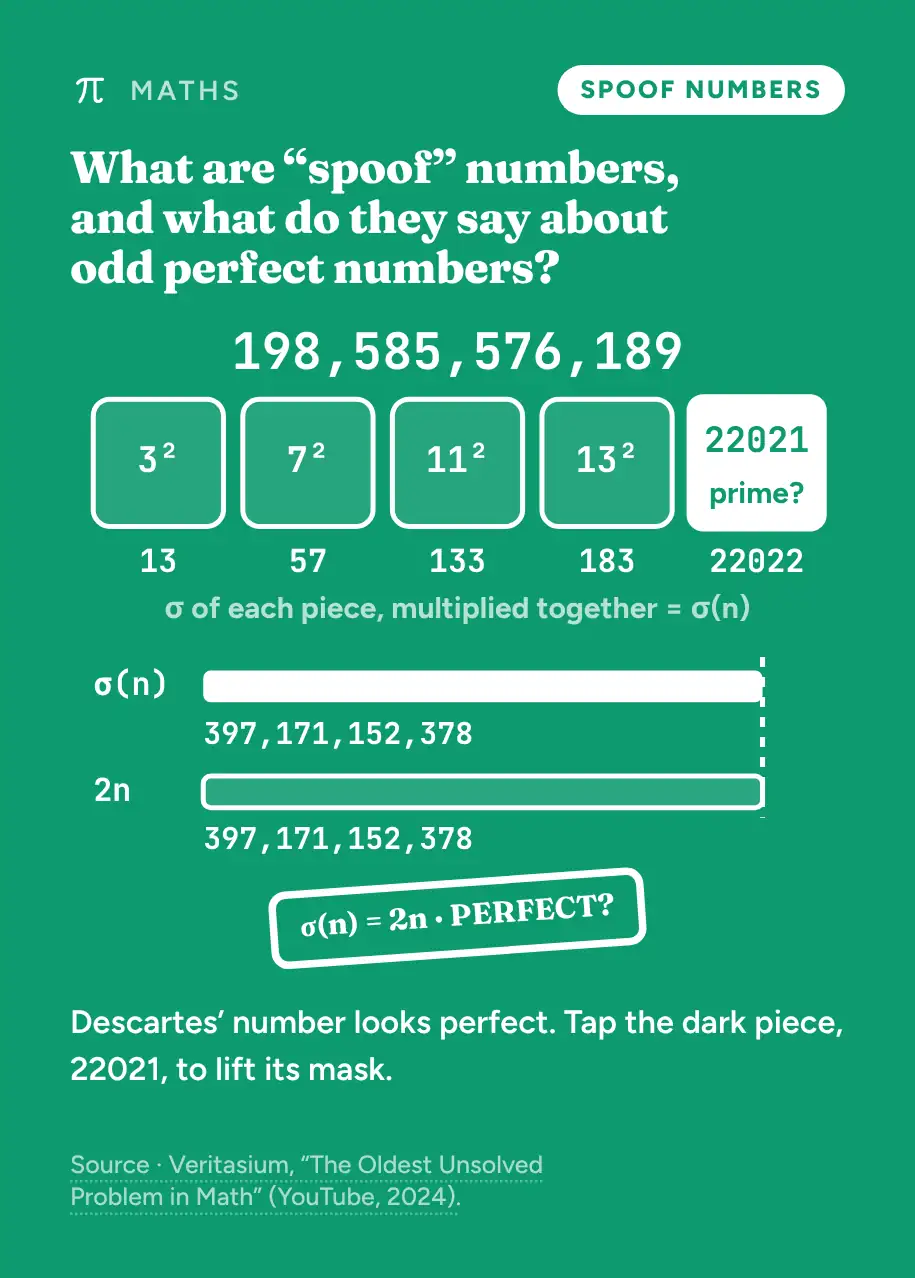 π MATHS
SPOOF NUMBERS
What are “spoof” numbers,
and what do they say about
odd perfect numbers?
198,585,576,189
3² 7² 11² 13² 22021
prime?
13 57 133 183 22022
σ of each piece, multiplied together = σ(n)
σ(n)
397,171,152,378
2n
397,171,152,378
σ(n) = 2n · PERFECT?
Descartes’ number looks perfect. Tap the dark piece,
22021, to lift its mask.
Source · Veritasium, “The Oldest Unsolved
Problem in Math” (YouTube, 2024).